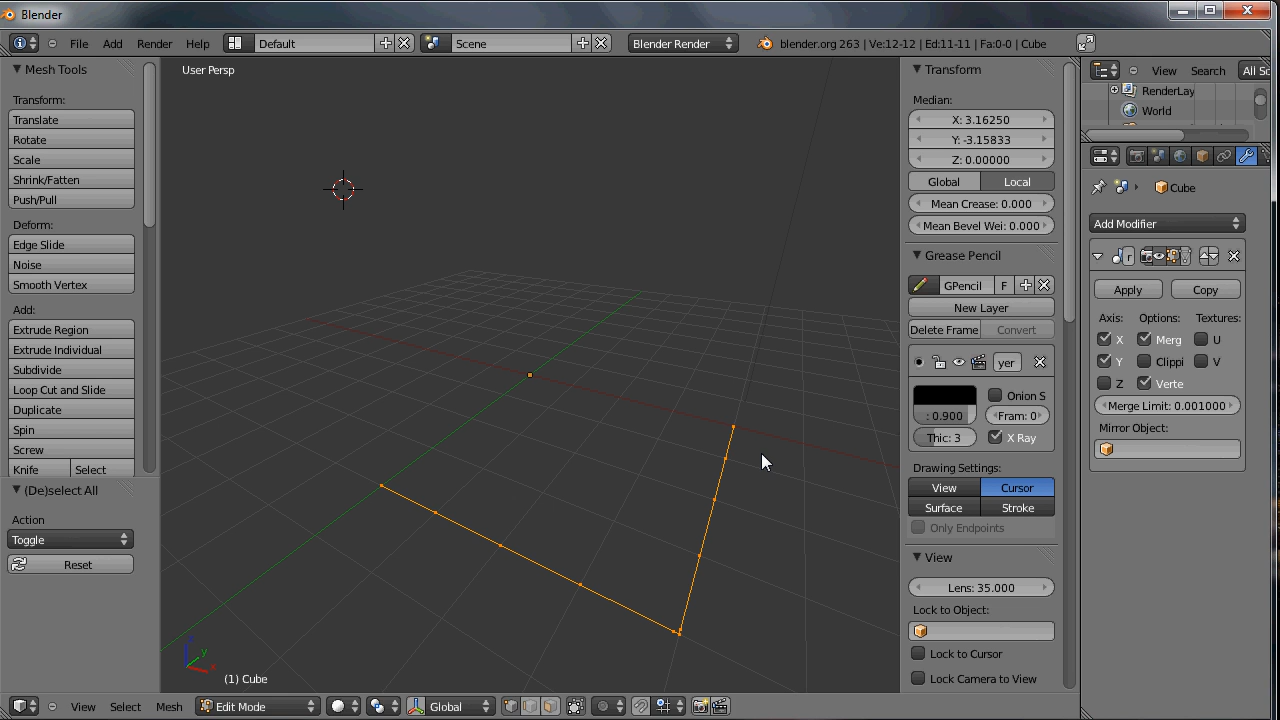 Blender
File Add Render Help Default Scene Blender Render blender.org 263 | Ve:12-12 | Ed:11-11 | Fa:0-0 | Cube
Mesh Tools
Transform:
Translate
Rotate
Scale
Shrink/Fatten
Push/Pull
Deform:
Edge Slide
Noise
Smooth Vertex
Add:
Extrude Region
Extrude Individual
Subdivide
Loop Cut and Slide
Duplicate
Spin
Screw
Knife Select
(De)select All
Action
Toggle
Reset
User Persp
z
y
x
(1) Cube
View Select Mesh Edit Mode Global
Transform
Median:
X: 3.16250
Y: -3.15833
Z: 0.00000
Global Local
Mean Crease: 0.000
Mean Bevel Wei: 0.000
Grease Pencil
GPencil F
New Layer
Delete Frame Convert
yer
Onion S
: 0.900 Fram: 0
Thic: 3 X Ray
Drawing Settings:
View Cursor
Surface Stroke
Only Endpoints
View
Lens: 35.000
Lock to Object:
Lock to Cursor
Lock Camera to View
View Search All Sc
RenderLay
World
Cube
Add Modifier
r
Apply Copy
Axis: Options: Textures:
X Merg U
Y Clippi V
Z Verte
Merge Limit: 0.001000
Mirror Object: